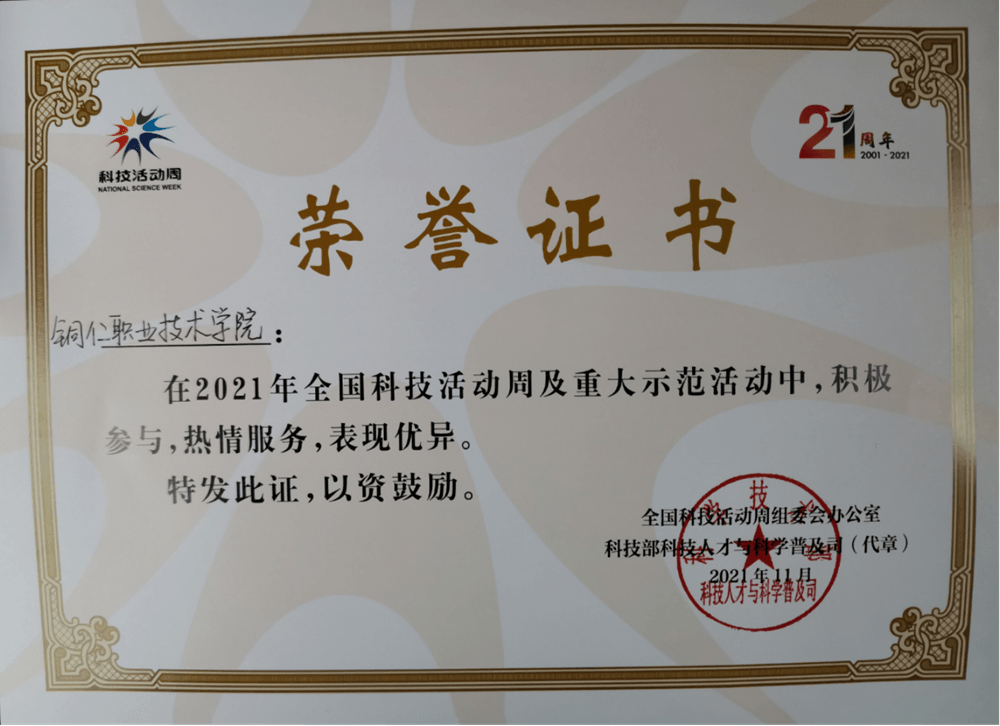 科技活动周
NATIONAL SCIENCE WEEK
21周年
2001-2021
荣誉证书
铜仁职业技术学院：
在2021年全国科技活动周及重大示范活动中，积极
参与，热情服务，表现优异。
特发此证，以资鼓励。
全国科技活动周组委会办公室
科技部科技人才与科学普及司（代章）
2021年11月
科技人才与科学普及司